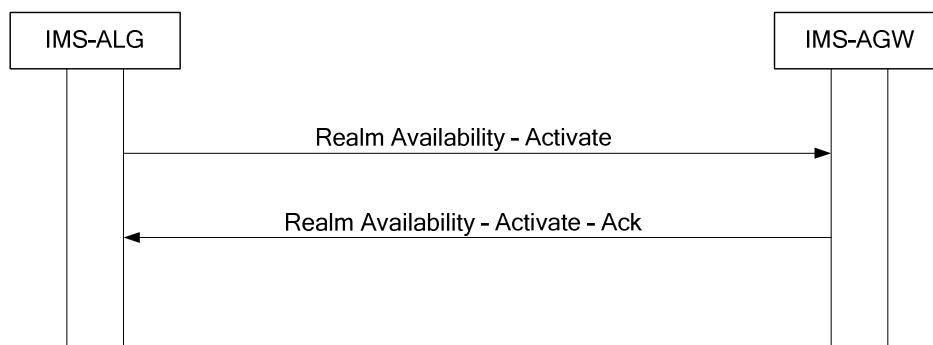 IMS-ALG
IMS-AGW
Realm Availability - Activate
Realm Availability - Activate - Ack